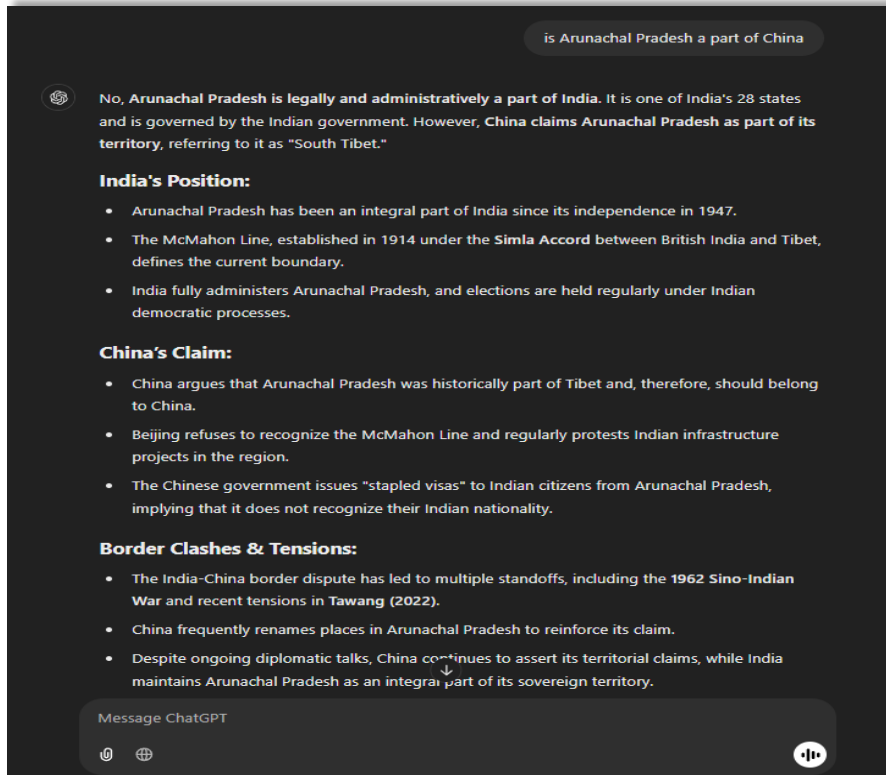 is Arunachal Pradesh a part of China
No, Arunachal Pradesh is legally and administratively a part of India. It is one of India's 28 states
and is governed by the Indian government. However, China claims Arunachal Pradesh as part of its
territory, referring to it as "South Tibet."
India's Position:
• Arunachal Pradesh has been an integral part of India since its independence in 1947.
• The McMahon Line, established in 1914 under the Simla Accord between British India and Tibet,
defines the current boundary.
• India fully administers Arunachal Pradesh, and elections are held regularly under Indian
democratic processes.
China's Claim:
• China argues that Arunachal Pradesh was historically part of Tibet and, therefore, should belong
to China.
• Beijing refuses to recognize the McMahon Line and regularly protests Indian infrastructure
projects in the region.
• The Chinese government issues "stapled visas" to Indian citizens from Arunachal Pradesh,
implying that it does not recognize their Indian nationality.
Border Clashes & Tensions:
• The India-China border dispute has led to multiple standoffs, including the 1962 Sino-Indian
War and recent tensions in Tawang (2022).
• China frequently renames places in Arunachal Pradesh to reinforce its claim.
• Despite ongoing diplomatic talks, China continues to assert its territorial claims, while India
maintains Arunachal Pradesh as an integral part of its sovereign territory.
Message ChatGPT